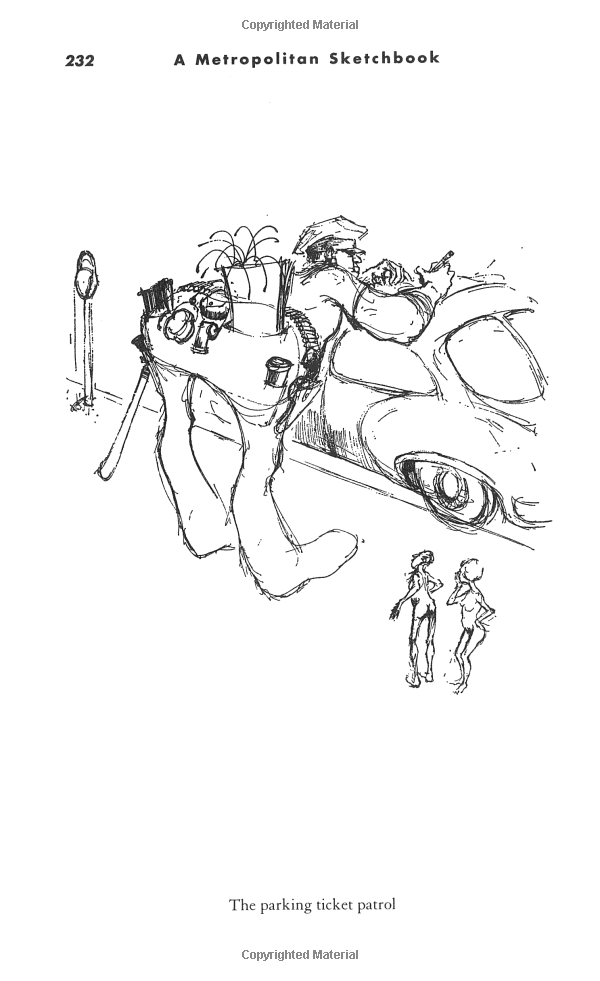 Copyrighted Material
232 A Metropolitan Sketchbook
The parking ticket patrol
Copyrighted Material